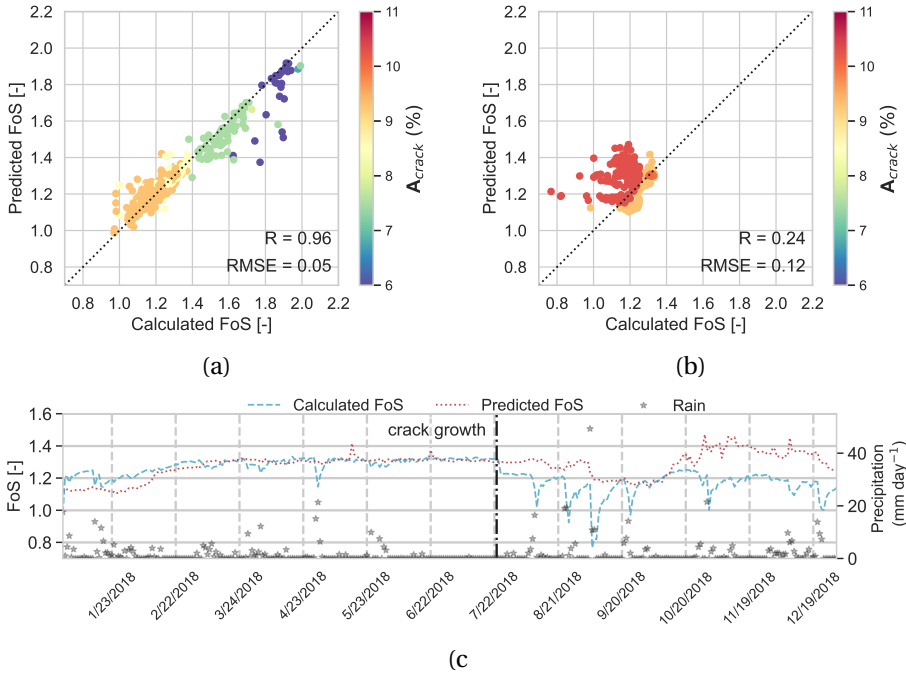 2.2
2.0
1.8
1.6
1.4
1.2
1.0
0.8
Predicted FoS [-]
R = 0.96
RMSE = 0.05
0.8 1.0 1.2 1.4 1.6 1.8 2.0 2.2
Calculated FoS [-]
11
10
9
8
7
6
A_crack (%)
(a)
2.2
2.0
1.8
1.6
1.4
1.2
1.0
0.8
Predicted FoS [-]
R = 0.24
RMSE = 0.12
0.8 1.0 1.2 1.4 1.6 1.8 2.0 2.2
Calculated FoS [-]
11
10
9
8
7
6
A_crack (%)
(b)
Calculated FoS Predicted FoS Rain
crack growth
1.6
1.4
1.2
1.0
0.8
FoS [-]
40
20
0
Precipitation
(mm day⁻¹)
1/23/2018 2/22/2018 3/24/2018 4/23/2018 5/23/2018 6/22/2018 7/22/2018 8/21/2018 9/20/2018 10/20/2018 11/19/2018 12/19/2018
(c